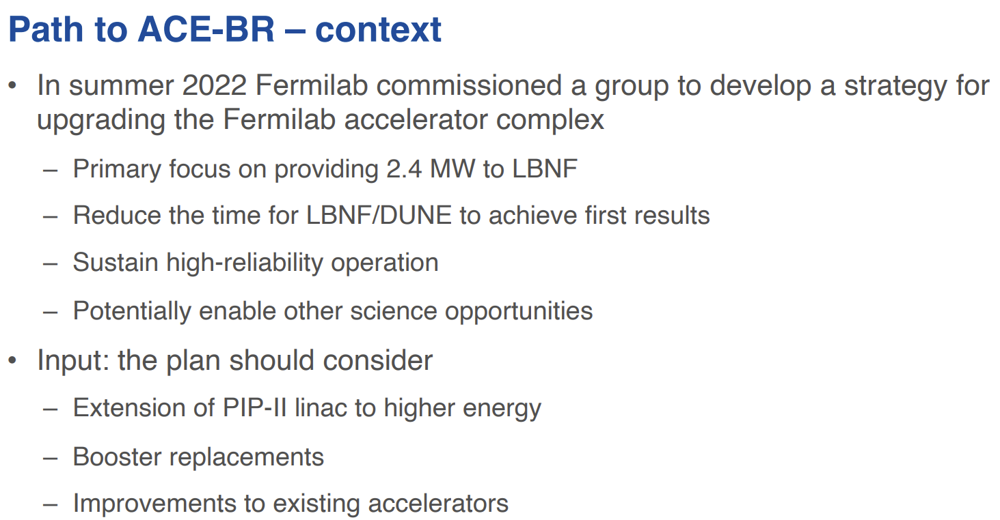 Path to ACE-BR – context
• In summer 2022 Fermilab commissioned a group to develop a strategy for
upgrading the Fermilab accelerator complex
– Primary focus on providing 2.4 MW to LBNF
– Reduce the time for LBNF/DUNE to achieve first results
– Sustain high-reliability operation
– Potentially enable other science opportunities
• Input: the plan should consider
– Extension of PIP-II linac to higher energy
– Booster replacements
– Improvements to existing accelerators